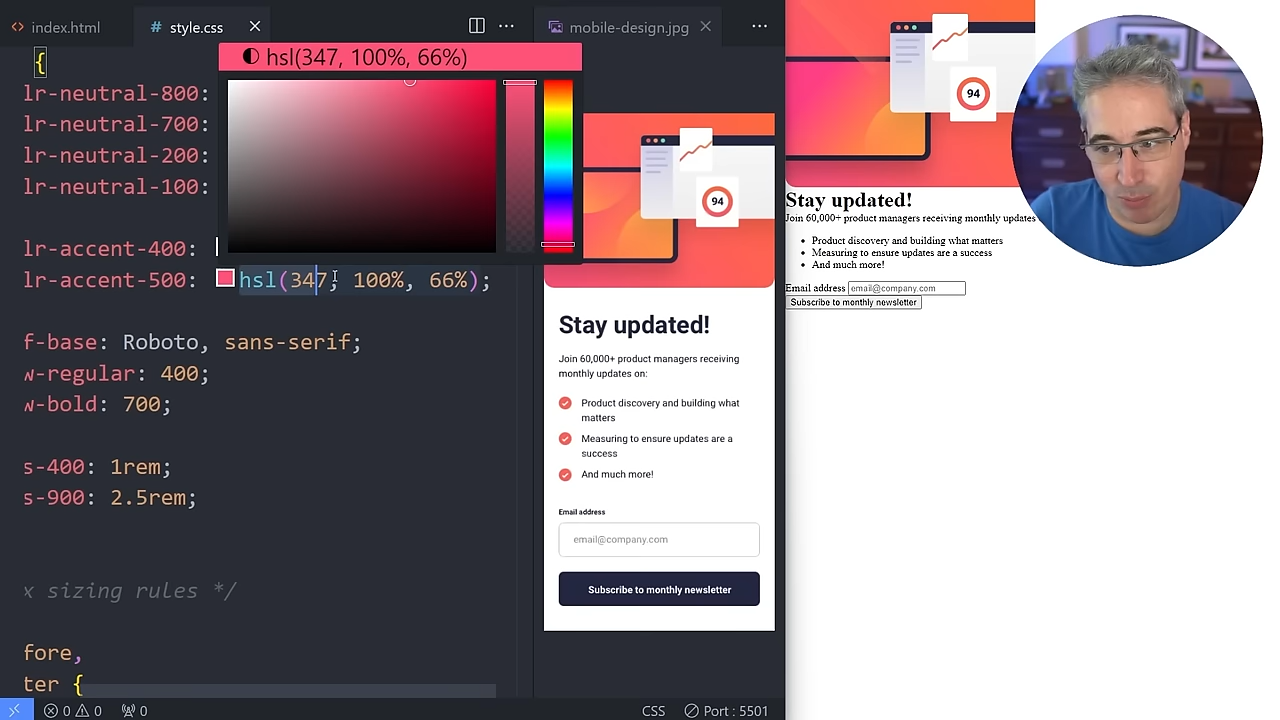 index.html
# style.css
mobile-design.jpg
hsl(347, 100%, 66%)
{
lr-neutral-800:
lr-neutral-700:
lr-neutral-200:
lr-neutral-100:
lr-accent-400:
lr-accent-500: hsl(347, 100%, 66%);
f-base: Roboto, sans-serif;
w-regular: 400;
w-bold: 700;
s-400: 1rem;
s-900: 2.5rem;
x sizing rules */
fore,
ter {
0 0 0
CSS
Port : 5501
94
Stay updated!
Join 60,000+ product managers receiving
monthly updates on:
Product discovery and building what
matters
Measuring to ensure updates are a
success
And much more!
Email address
email@company.com
Subscribe to monthly newsletter
94
Stay updated!
Join 60,000+ product managers receiving monthly updates
Product discovery and building what matters
Measuring to ensure updates are a success
And much more!
Email address email@company.com
Subscribe to monthly newsletter